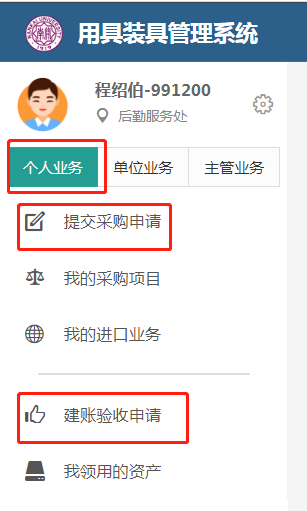 用具装具管理系统
程绍伯-991200
后勤服务处
个人业务 单位业务 主管业务
提交采购申请
我的采购项目
我的进口业务
建账验收申请
我领用的资产